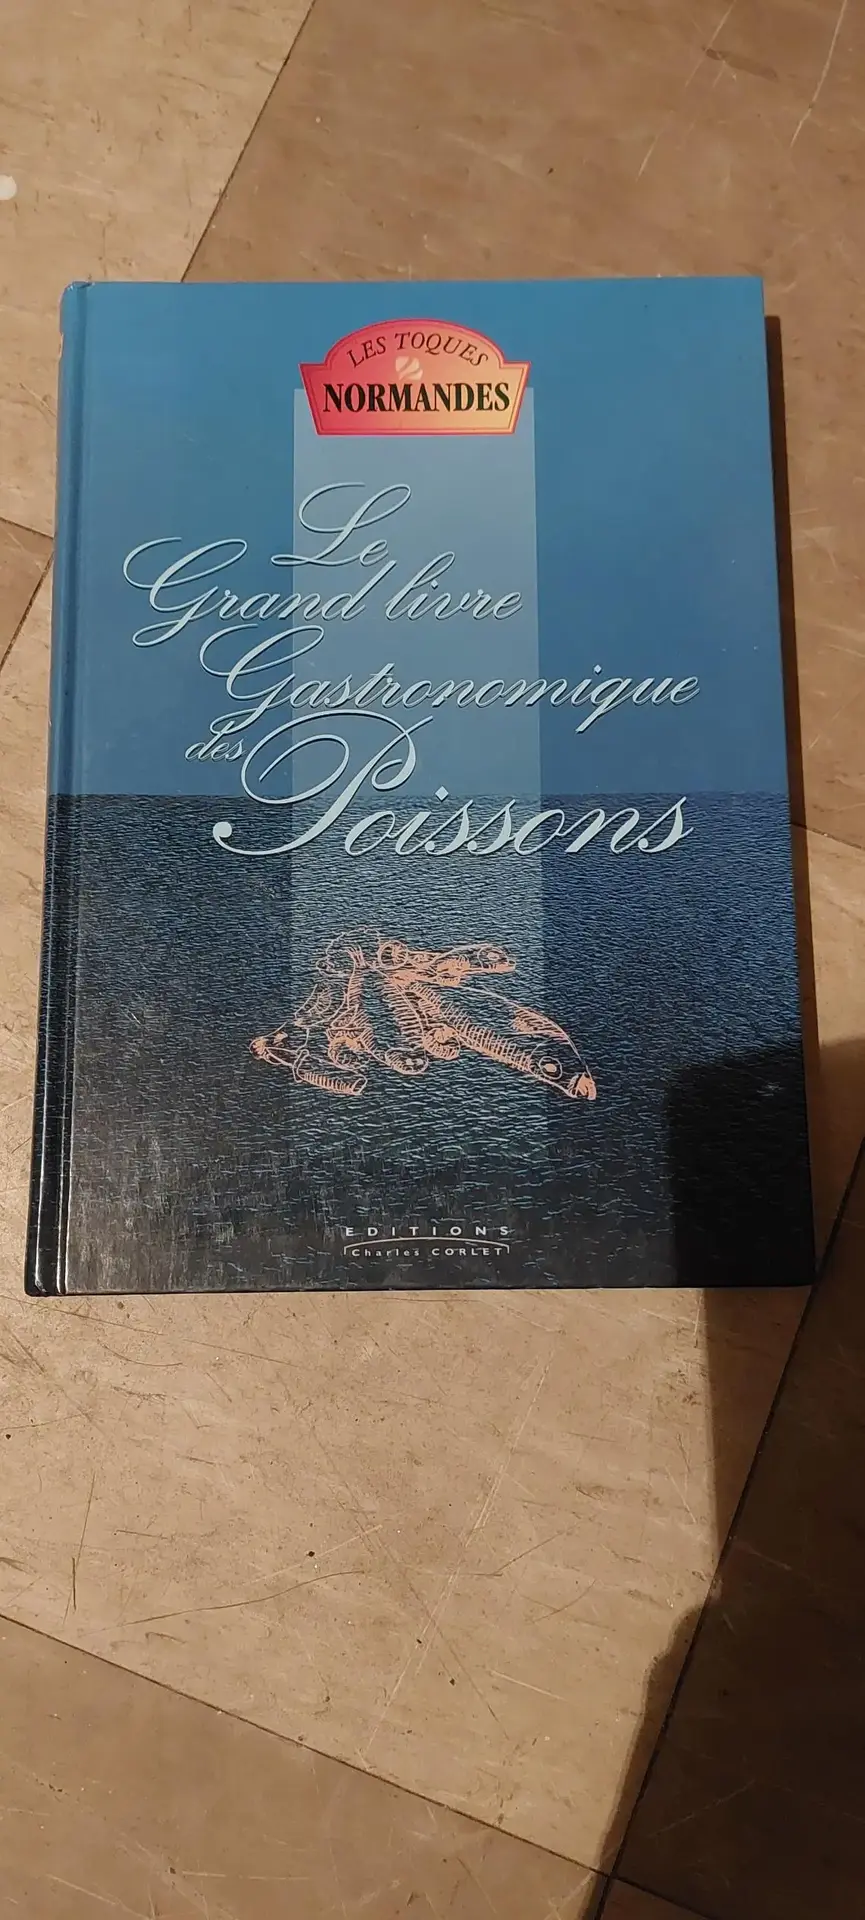 LES TOQUES
NORMANDES
Le
Grand livre
Gastronomique
des Poissons
EDITIONS
Charles CORLET